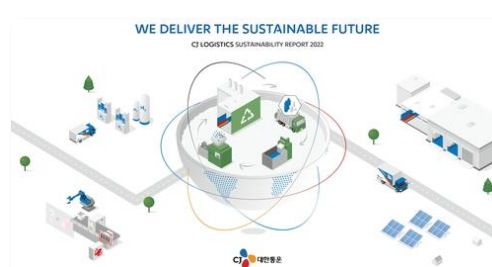 WE DELIVER THE SUSTAINABLE FUTURE
CJ LOGISTICS SUSTAINABILITY REPORT 2022
CJ 대한통운